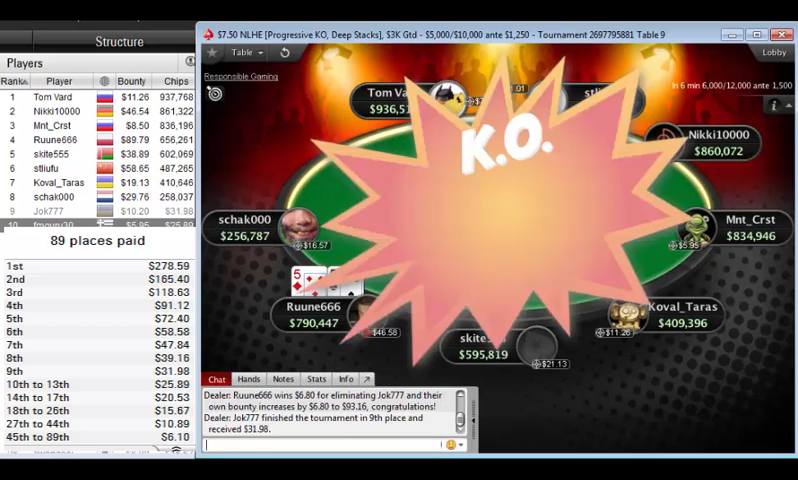 $7.50 NLHE [Progressive KO, Deep Stacks], $3K Gtd - $5,000/$10,000 ante $1,250 - Tournament 2697795881 Table 9
Structure
Table
Lobby
Players
Responsible Gaming
In 6 min 6,000/12,000 ante 1,500
Rank Player Bounty Chips
1 Tom Vard $11.26 937,768
2 Nikki10000 $46.54 861,322
3 Mnt_Crst $8.50 836,196
4 Ruune666 $89.79 656,261
5 skite555 $38.89 602,069
6 stliufu $58.65 487,265
7 Koval_Taras $19.13 410,646
8 schak000 $29.76 258,037
9 Jok777 $10.20 $31.98
89 places paid
1st $278.59
2nd $165.40
3rd $118.63
4th $91.12
5th $72.40
6th $58.58
7th $47.84
8th $39.16
9th $31.98
10th to 13th $25.89
14th to 17th $20.53
18th to 26th $15.67
27th to 44th $10.89
45th to 89th $6.10
Tom Va
$936,5
K.O.
Nikki10000
$860,072
schak000
$256,787
$16.57
Mnt_Crst
$834,946
$5.95
5
Ruune666
$790,447
$46.58
Koval_Taras
$409,396
$11.26
skite
$595,819
$21.13
Chat Hands Notes Stats Info
Dealer: Ruune666 wins $6.80 for eliminating Jok777 and their
own bounty increases by $6.80 to $93.16, congratulations!
Dealer: Jok777 finished the tournament in 9th place and
received $31.98.